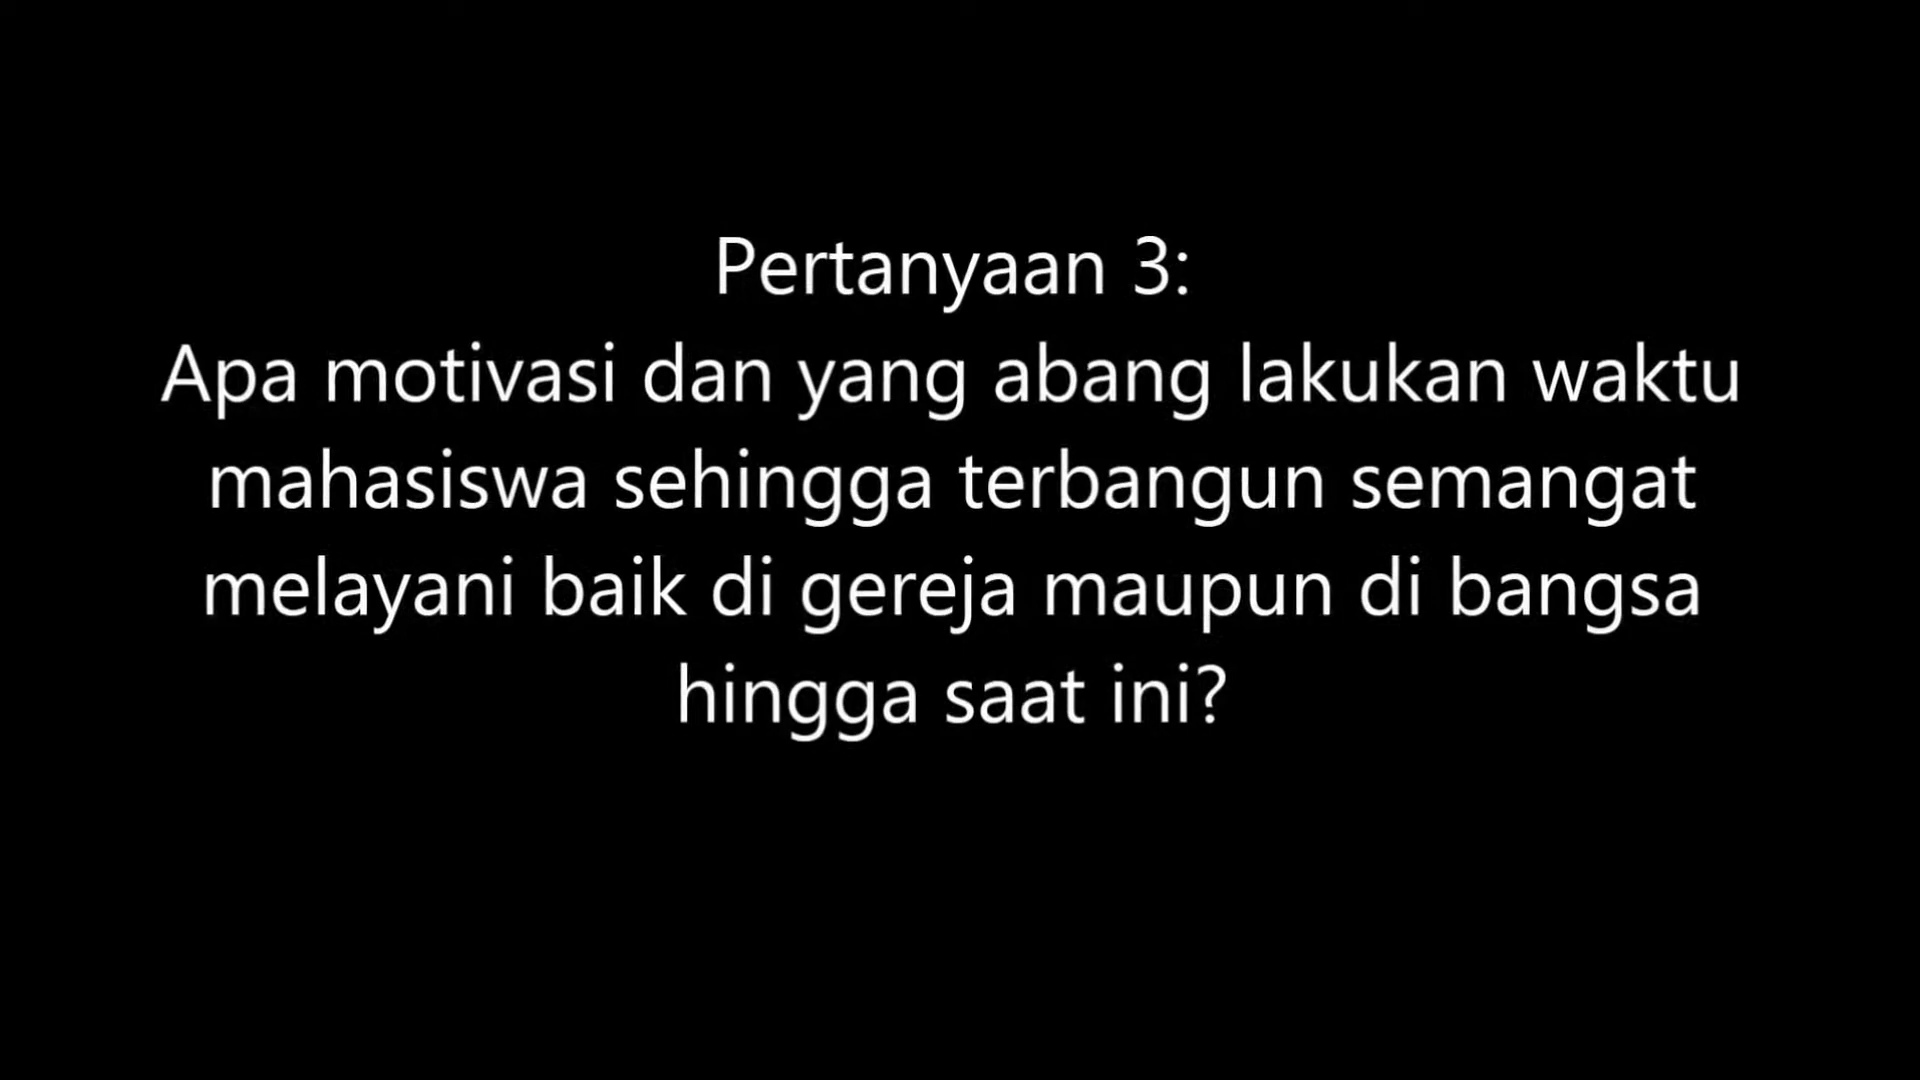 Pertanyaan 3:
Apa motivasi dan yang abang lakukan waktu
mahasiswa sehingga terbangun semangat
melayani baik di gereja maupun di bangsa
hingga saat ini?